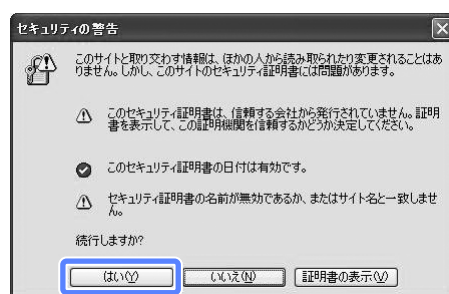 セキュリティの警告
このサイトと取り交わす情報は、ほかの人から読み取られたり変更されることはあ
りません。しかし、このサイトのセキュリティ証明書には問題があります。
このセキュリティ証明書は、信頼する会社から発行されていません。証明
書を表示して、この証明機関を信頼するかどうか決定してください。
このセキュリティ証明書の日付は有効です。
セキュリティ証明書の名前が無効であるか、またはサイト名と一致しませ
ん。
続行しますか?
はい(Y) いいえ(N) 証明書の表示(V)